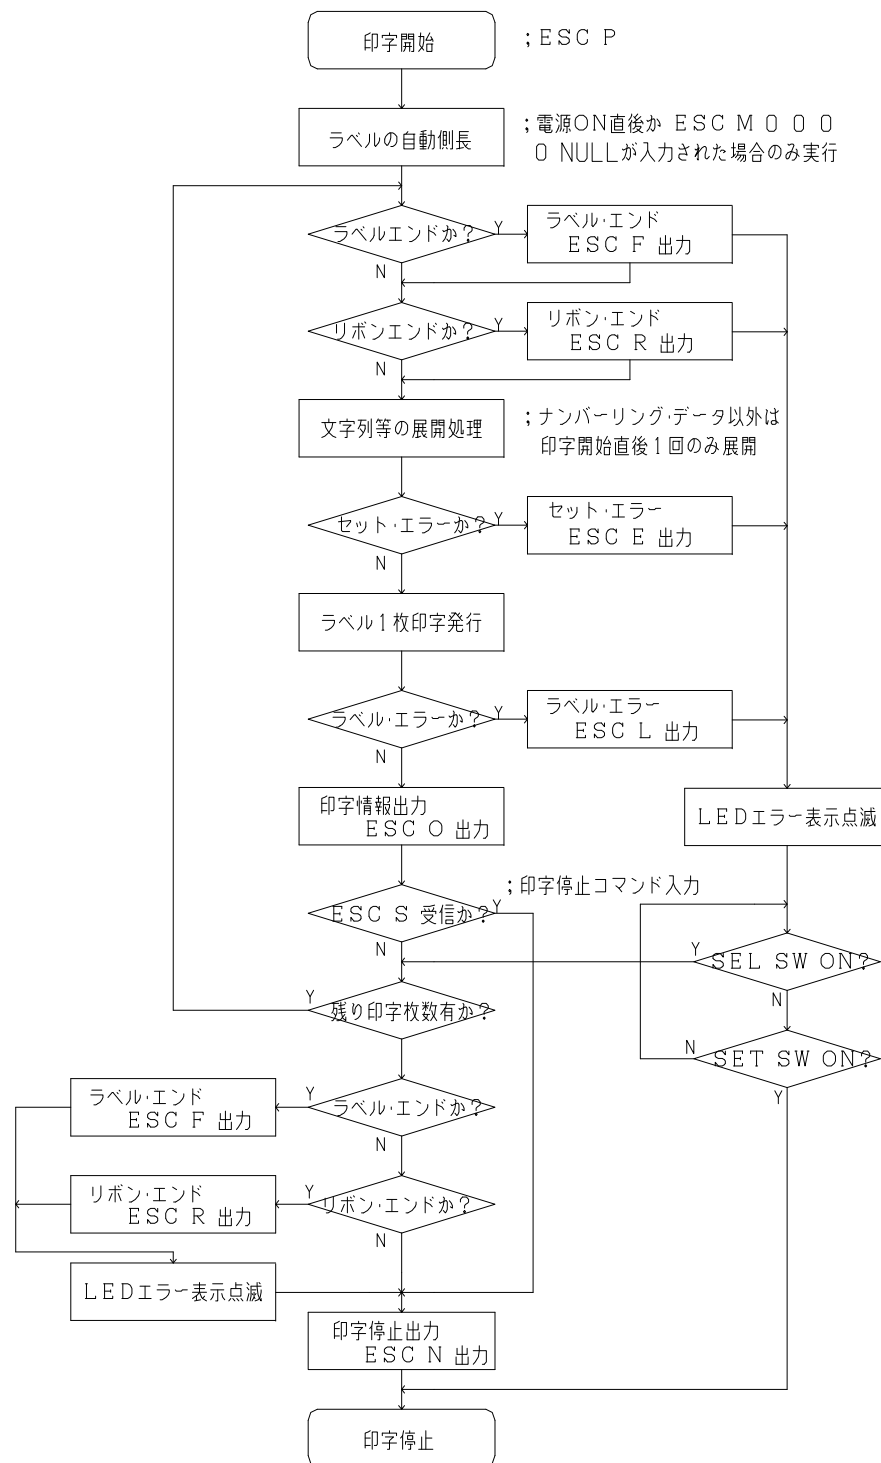 印字開始
；ＥＳＣ Ｐ
ラベルの自動側長
；電源ON直後か ＥＳＣ Ｍ０００
０ NULLが入力された場合のみ実行
ラベルエンドか？
Y
N
ラベル・エンド
ＥＳＣ Ｆ 出力
リボンエンドか？
Y
N
リボン・エンド
ＥＳＣ Ｒ 出力
文字列等の展開処理
；ナンバーリング・データ以外は
印字開始直後１回のみ展開
セット・エラーか？
Y
N
セット・エラー
ＥＳＣ Ｅ 出力
ラベル１枚印字発行
ラベル・エラーか？
Y
N
ラベル・エラー
ＥＳＣ Ｌ 出力
印字情報出力
ＥＳＣ Ｏ 出力
ＬＥＤエラー表示点滅
；印字停止コマンド入力
ＥＳＣ Ｓ 受信か？
Y
N
Y
ＳＥＬ ＳＷ ＯＮ？
N
Y
残り印字枚数有か？
N
ＳＥＴ ＳＷ ＯＮ？
Y
ラベル・エンド
ＥＳＣ Ｆ 出力
Y
ラベル・エンドか？
N
リボン・エンド
ＥＳＣ Ｒ 出力
Y
リボン・エンドか？
N
ＬＥＤエラー表示点滅
印字停止出力
ＥＳＣ Ｎ 出力
印字停止